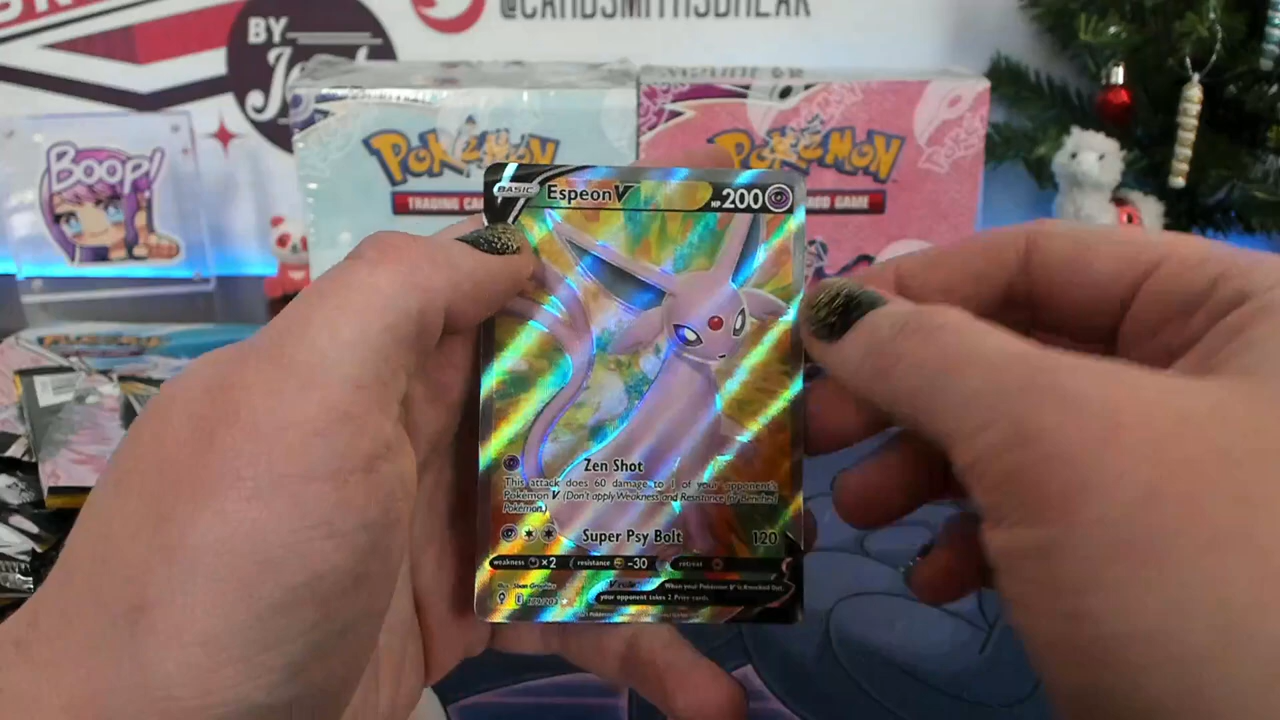 @CARDSMITHSBREAK
BY
Boop!
POKÉMON
POKÉMON
TRADING CA
GAME
BASIC
Espeon V
HP 200
Zen Shot
This attack does 60 damage to 1 of your opponent's
Pokémon V (Don't apply Weakness and Resistance for Benched
Pokémon.)
Super Psy Bolt 120
weakness ×2 resistance -30 retreat
V rule When your Pokémon V is Knocked Out,
your opponent takes 2 Prize cards.